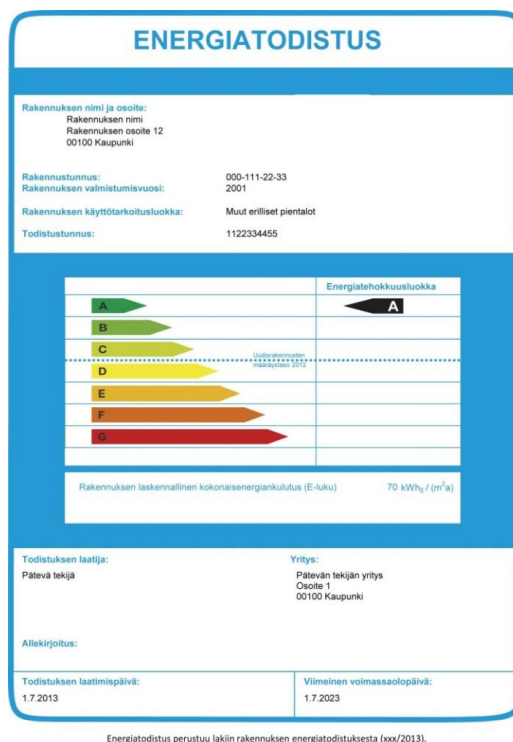 ENERGIATODISTUS
Rakennuksen nimi ja osoite:
Rakennuksen nimi
Rakennuksen osoite 12
00100 Kaupunki
Rakennustunnus: 000-111-22-33
Rakennuksen valmistumisvuosi: 2001
Rakennuksen käyttötarkoitusluokka: Muut erilliset pientalot
Todistustunnus: 1122334455
Energiatehokkuusluokka
A A
B
C
Uudisrakennusten
määräystaso 2012
D
E
F
G
Rakennuksen laskennallinen kokonaisenergiankulutus (E-luku) 70 kWhE / (m²a)
Todistuksen laatija: Yritys:
Pätevä tekijä Pätevän tekijän yritys
Osoite 1
00100 Kaupunki
Allekirjoitus:
Todistuksen laatimispäivä: Viimeinen voimassaolopäivä:
1.7.2013 1.7.2023
Energiatodistus perustuu lakiin rakennuksen energiatodistuksesta (xxx/2013).